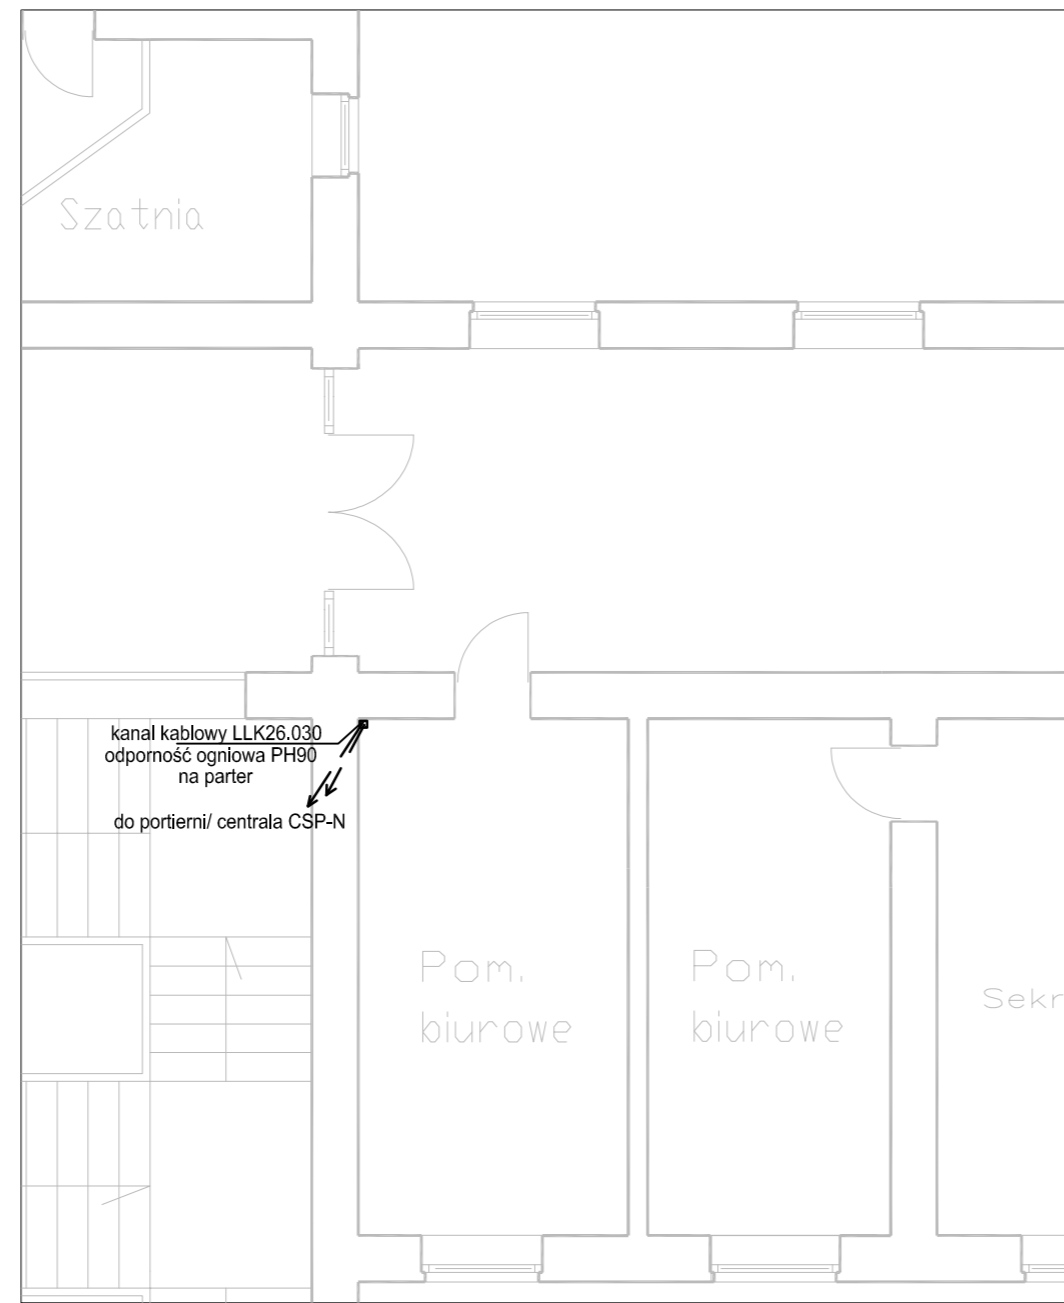 Szatnia
kanał kablowy LLK26.030
odporność ogniowa PH90
na parter
do portierni/ centrala CSP-N
Pom.
biurowe
Pom.
biurowe
Sekr